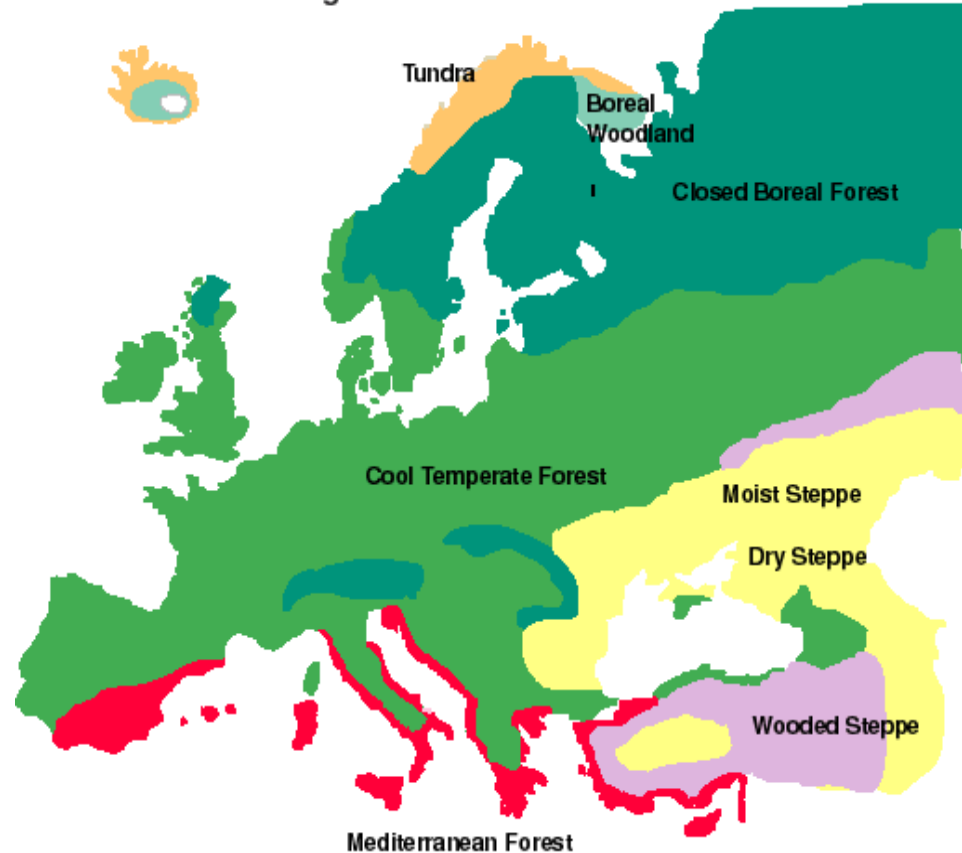 Tundra
Boreal
Woodland
Closed Boreal Forest
Cool Temperate Forest
Moist Steppe
Dry Steppe
Wooded Steppe
Mediterranean Forest